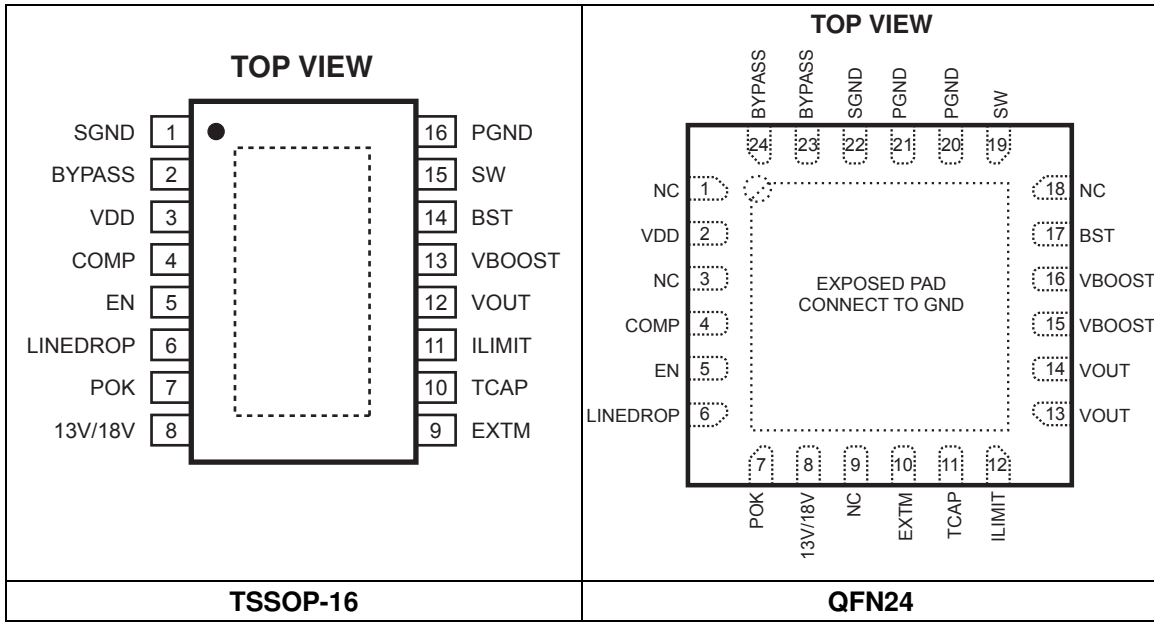 TOP VIEW
SGND 1
BYPASS 2
VDD 3
COMP 4
EN 5
LINEDROP 6
POK 7
13V/18V 8
16 PGND
15 SW
14 BST
13 VBOOST
12 VOUT
11 ILIMIT
10 TCAP
9 EXTM
TSSOP-16
TOP VIEW
BYPASS BYPASS SGND PGND PGND SW
24 23 22 21 20 19
NC 1
VDD 2
NC 3
COMP 4
EN 5
LINEDROP 6
EXPOSED PAD
CONNECT TO GND
18 NC
17 BST
16 VBOOST
15 VBOOST
14 VOUT
13 VOUT
7 8 9 10 11 12
POK 13V/18V NC EXTM TCAP ILIMIT
QFN24